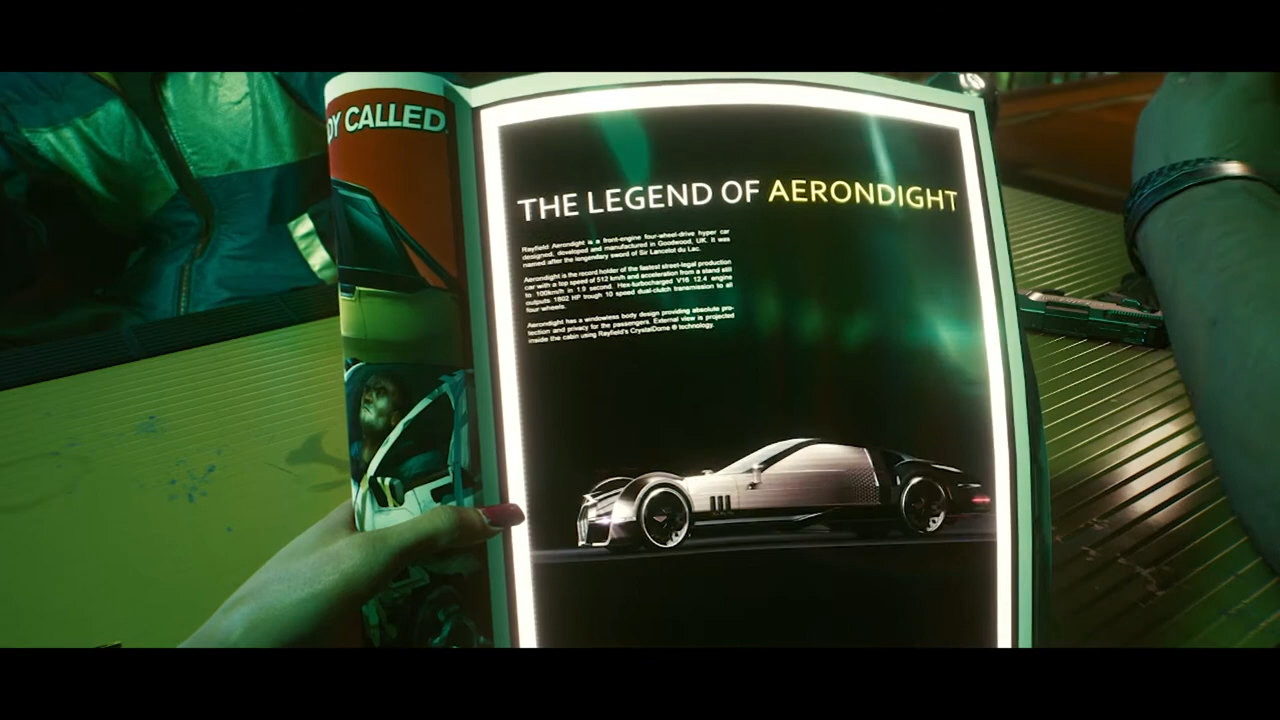 DY CALLED
THE LEGEND OF AERONDIGHT
Rayfield Aerondight is a front-engine four-wheel-drive hyper car
designed, developed and manufactured in Goodwood, UK. It was
named after the lengendary sword of Sir Lancelot du Lac.
Aerondight is the record holder of the fastest street-legal production
car with a top speed of 512 km/h and acceleration from a stand still
to 100km/h in 1.9 second. Hex-turbocharged V16 12.4 engine
outputs 1802 HP trough 10 speed dual-clutch transmission to all
four wheels.
Aerondight has a windowless body design providing absolute pro-
tection and privacy for the passengers. External view is projected
inside the cabin using Rayfield's CrystalDome ® technology.